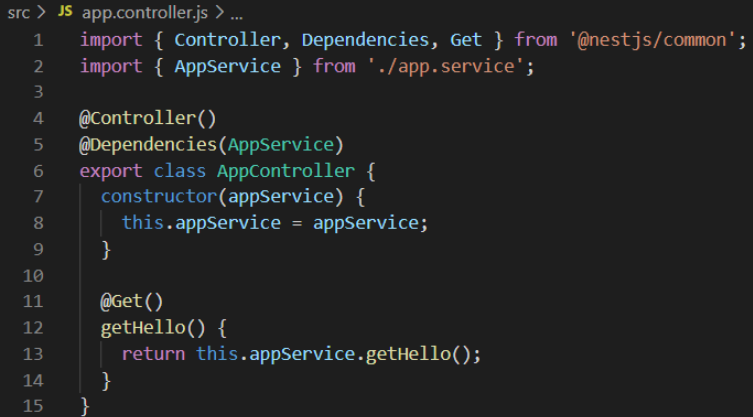 src > JS app.controller.js > ...
1 import { Controller, Dependencies, Get } from '@nestjs/common';
2 import { AppService } from './app.service';
3
4 @Controller()
5 @Dependencies(AppService)
6 export class AppController {
7   constructor(appService) {
8     this.appService = appService;
9   }
10
11   @Get()
12   getHello() {
13     return this.appService.getHello();
14   }
15 }